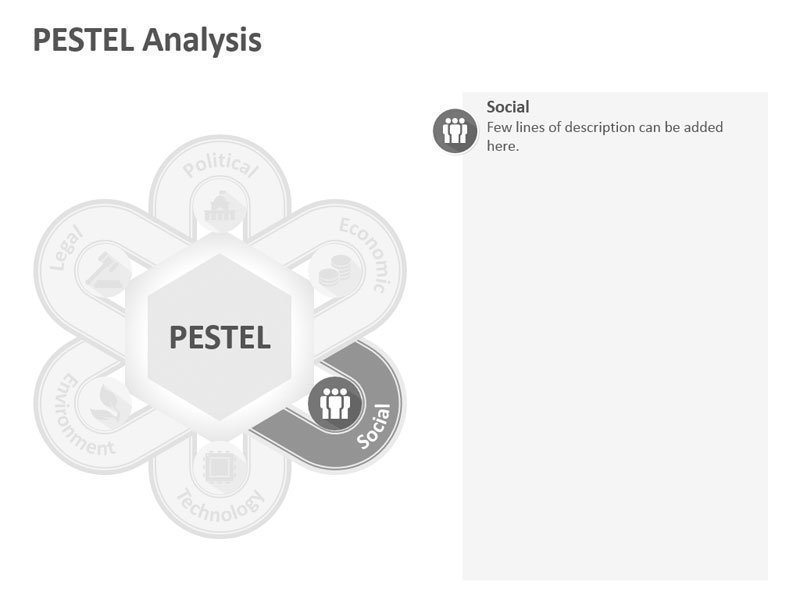 PESTEL Analysis
Political
Economic
Social
Technology
Environment
Legal
PESTEL
Social
Few lines of description can be added
here.